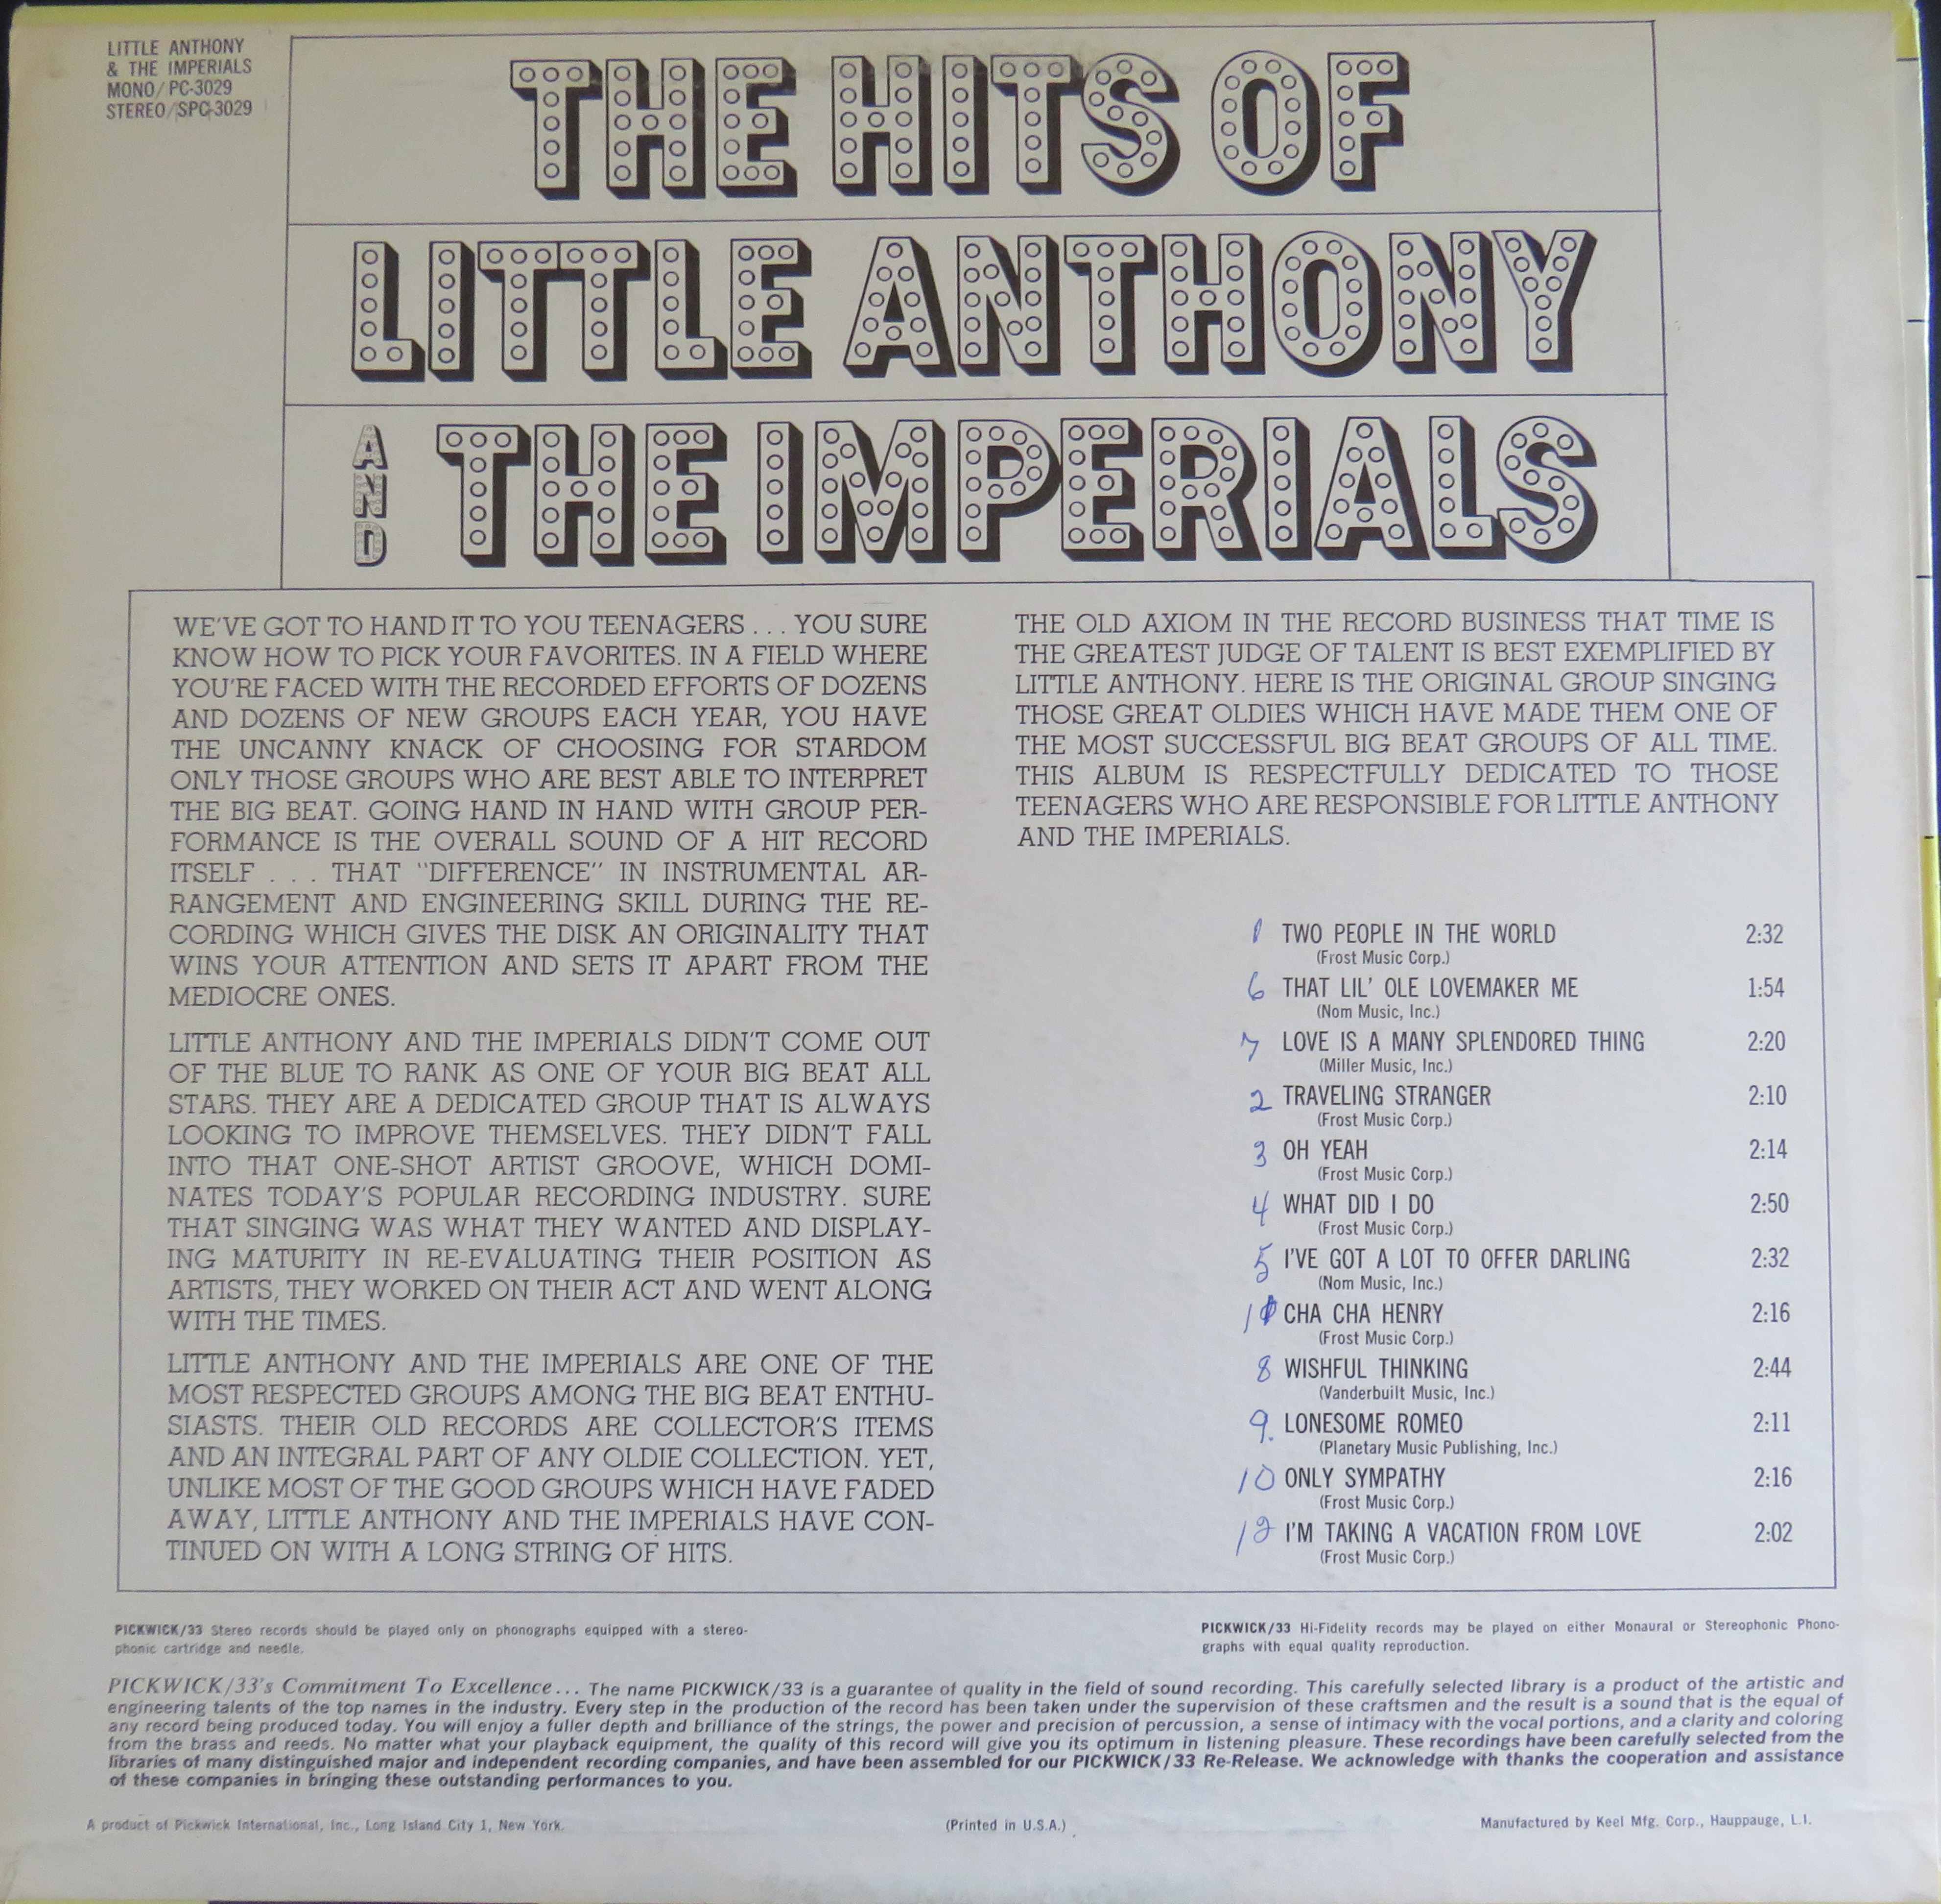 LITTLE ANTHONY
& THE IMPERIALS
MONO/PC-3029
STEREO/SPC-3029
THE HITS OF
LITTLE ANTHONY
AND THE IMPERIALS
WE'VE GOT TO HAND IT TO YOU TEENAGERS . . . YOU SURE
KNOW HOW TO PICK YOUR FAVORITES. IN A FIELD WHERE
YOU'RE FACED WITH THE RECORDED EFFORTS OF DOZENS
AND DOZENS OF NEW GROUPS EACH YEAR, YOU HAVE
THE UNCANNY KNACK OF CHOOSING FOR STARDOM
ONLY THOSE GROUPS WHO ARE BEST ABLE TO INTERPRET
THE BIG BEAT. GOING HAND IN HAND WITH GROUP PER-
FORMANCE IS THE OVERALL SOUND OF A HIT RECORD
ITSELF . . . THAT "DIFFERENCE" IN INSTRUMENTAL AR-
RANGEMENT AND ENGINEERING SKILL DURING THE RE-
CORDING WHICH GIVES THE DISK AN ORIGINALITY THAT
WINS YOUR ATTENTION AND SETS IT APART FROM THE
MEDIOCRE ONES.
LITTLE ANTHONY AND THE IMPERIALS DIDN'T COME OUT
OF THE BLUE TO RANK AS ONE OF YOUR BIG BEAT ALL
STARS. THEY ARE A DEDICATED GROUP THAT IS ALWAYS
LOOKING TO IMPROVE THEMSELVES. THEY DIDN'T FALL
INTO THAT ONE-SHOT ARTIST GROOVE, WHICH DOMI-
NATES TODAY'S POPULAR RECORDING INDUSTRY. SURE
THAT SINGING WAS WHAT THEY WANTED AND DISPLAY-
ING MATURITY IN RE-EVALUATING THEIR POSITION AS
ARTISTS, THEY WORKED ON THEIR ACT AND WENT ALONG
WITH THE TIMES.
LITTLE ANTHONY AND THE IMPERIALS ARE ONE OF THE
MOST RESPECTED GROUPS AMONG THE BIG BEAT ENTHU-
SIASTS. THEIR OLD RECORDS ARE COLLECTOR'S ITEMS
AND AN INTEGRAL PART OF ANY OLDIE COLLECTION. YET,
UNLIKE MOST OF THE GOOD GROUPS WHICH HAVE FADED
AWAY, LITTLE ANTHONY AND THE IMPERIALS HAVE CON-
TINUED ON WITH A LONG STRING OF HITS.
THE OLD AXIOM IN THE RECORD BUSINESS THAT TIME IS
THE GREATEST JUDGE OF TALENT IS BEST EXEMPLIFIED BY
LITTLE ANTHONY. HERE IS THE ORIGINAL GROUP SINGING
THOSE GREAT OLDIES WHICH HAVE MADE THEM ONE OF
THE MOST SUCCESSFUL BIG BEAT GROUPS OF ALL TIME.
THIS ALBUM IS RESPECTFULLY DEDICATED TO THOSE
TEENAGERS WHO ARE RESPONSIBLE FOR LITTLE ANTHONY
AND THE IMPERIALS.
1 TWO PEOPLE IN THE WORLD 2:32
(Frost Music Corp.)
6 THAT LIL' OLE LOVEMAKER ME 1:54
(Nom Music, Inc.)
7 LOVE IS A MANY SPLENDORED THING 2:20
(Miller Music, Inc.)
2 TRAVELING STRANGER 2:10
(Frost Music Corp.)
3 OH YEAH 2:14
(Frost Music Corp.)
4 WHAT DID I DO 2:50
(Frost Music Corp.)
5 I'VE GOT A LOT TO OFFER DARLING 2:32
(Nom Music, Inc.)
11 CHA CHA HENRY 2:16
(Frost Music Corp.)
8 WISHFUL THINKING 2:44
(Vanderbuilt Music, Inc.)
9. LONESOME ROMEO 2:11
(Planetary Music Publishing, Inc.)
10 ONLY SYMPATHY 2:16
(Frost Music Corp.)
12 I'M TAKING A VACATION FROM LOVE 2:02
(Frost Music Corp.)
PICKWICK/33 Stereo records should be played only on phonographs equipped with a stereo-
phonic cartridge and needle.
PICKWICK/33 Hi-Fidelity records may be played on either Monaural or Stereophonic Phono-
graphs with equal quality reproduction.
PICKWICK/33's Commitment To Excellence... The name PICKWICK/33 is a guarantee of quality in the field of sound recording. This carefully selected library is a product of the artistic and
engineering talents of the top names in the industry. Every step in the production of the record has been taken under the supervision of these craftsmen and the result is a sound that is the equal of
any record being produced today. You will enjoy a fuller depth and brilliance of the strings, the power and precision of percussion, a sense of intimacy with the vocal portions, and a clarity and coloring
from the brass and reeds. No matter what your playback equipment, the quality of this record will give you its optimum in listening pleasure. These recordings have been carefully selected from the
libraries of many distinguished major and independent recording companies, and have been assembled for our PICKWICK/33 Re-Release. We acknowledge with thanks the cooperation and assistance
of these companies in bringing these outstanding performances to you.
A product of Pickwick International, Inc., Long Island City 1, New York.
(Printed in U.S.A.)
Manufactured by Keel Mfg. Corp., Hauppauge, L.I.